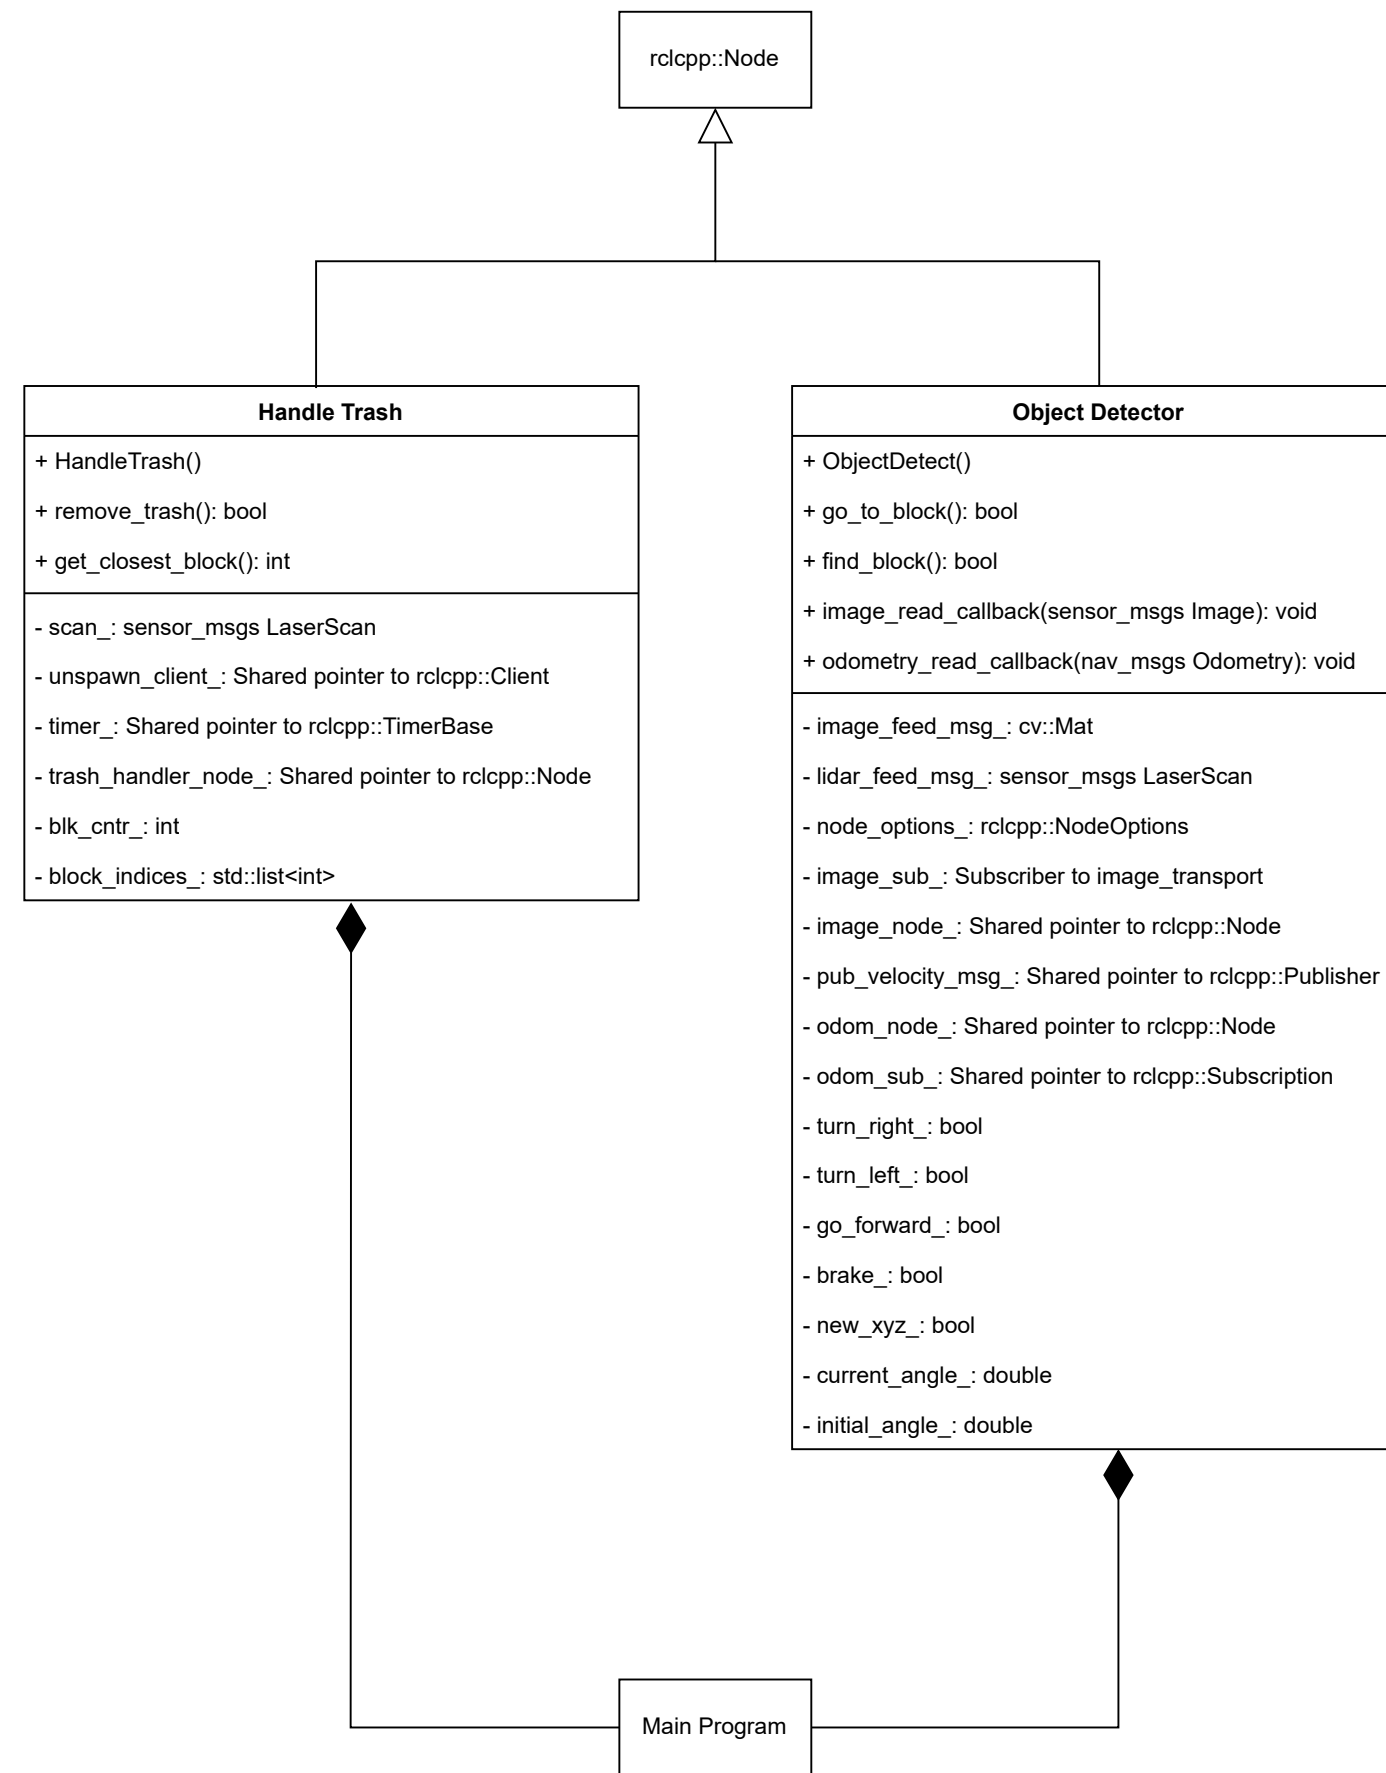 rclcpp::Node
Handle Trash
+ HandleTrash()
+ remove_trash(): bool
+ get_closest_block(): int
- scan_: sensor_msgs LaserScan
- unspawn_client_: Shared pointer to rclcpp::Client
- timer_: Shared pointer to rclcpp::TimerBase
- trash_handler_node_: Shared pointer to rclcpp::Node
- blk_cntr_: int
- block_indices_: std::list<int>
Object Detector
+ ObjectDetect()
+ go_to_block(): bool
+ find_block(): bool
+ image_read_callback(sensor_msgs Image): void
+ odometry_read_callback(nav_msgs Odometry): void
- image_feed_msg_: cv::Mat
- lidar_feed_msg_: sensor_msgs LaserScan
- node_options_: rclcpp::NodeOptions
- image_sub_: Subscriber to image_transport
- image_node_: Shared pointer to rclcpp::Node
- pub_velocity_msg_: Shared pointer to rclcpp::Publisher
- odom_node_: Shared pointer to rclcpp::Node
- odom_sub_: Shared pointer to rclcpp::Subscription
- turn_right_: bool
- turn_left_: bool
- go_forward_: bool
- brake_: bool
- new_xyz_: bool
- current_angle_: double
- initial_angle_: double
Main Program